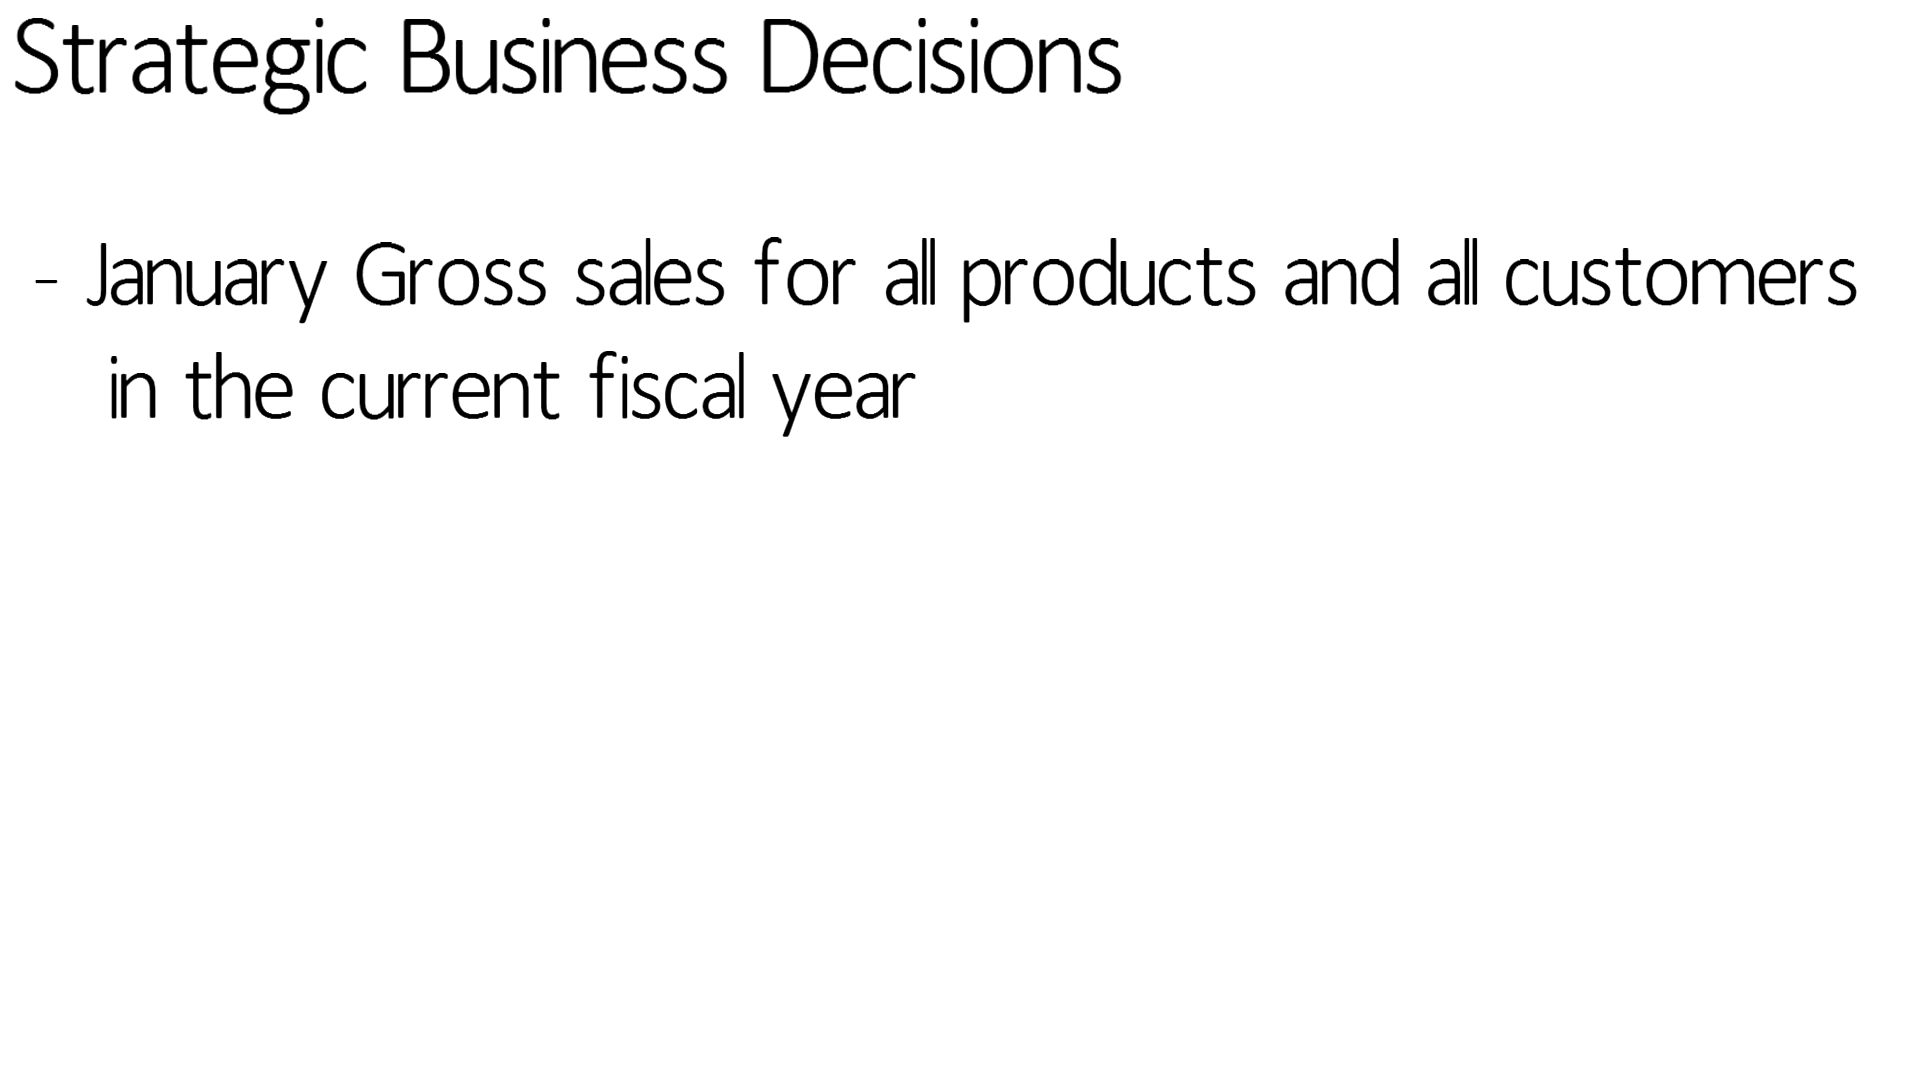 Strategic Business Decisions
- January Gross sales for all products and all customers
in the current fiscal year